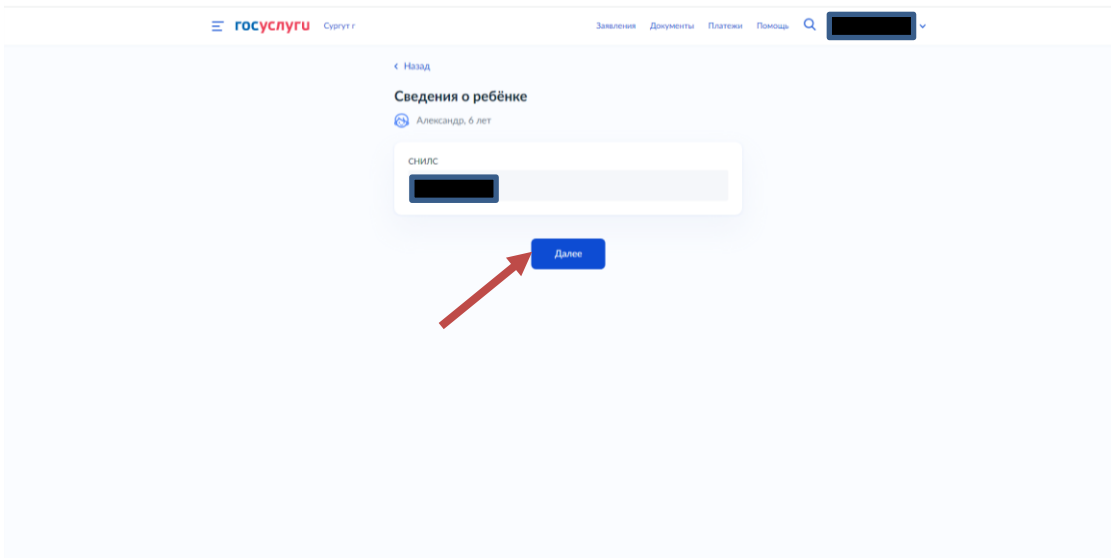 госуслуги Сургут г Заявления Документы Платежи Помощь
Назад
Сведения о ребёнке
Александр, 6 лет
СНИЛС
Далее